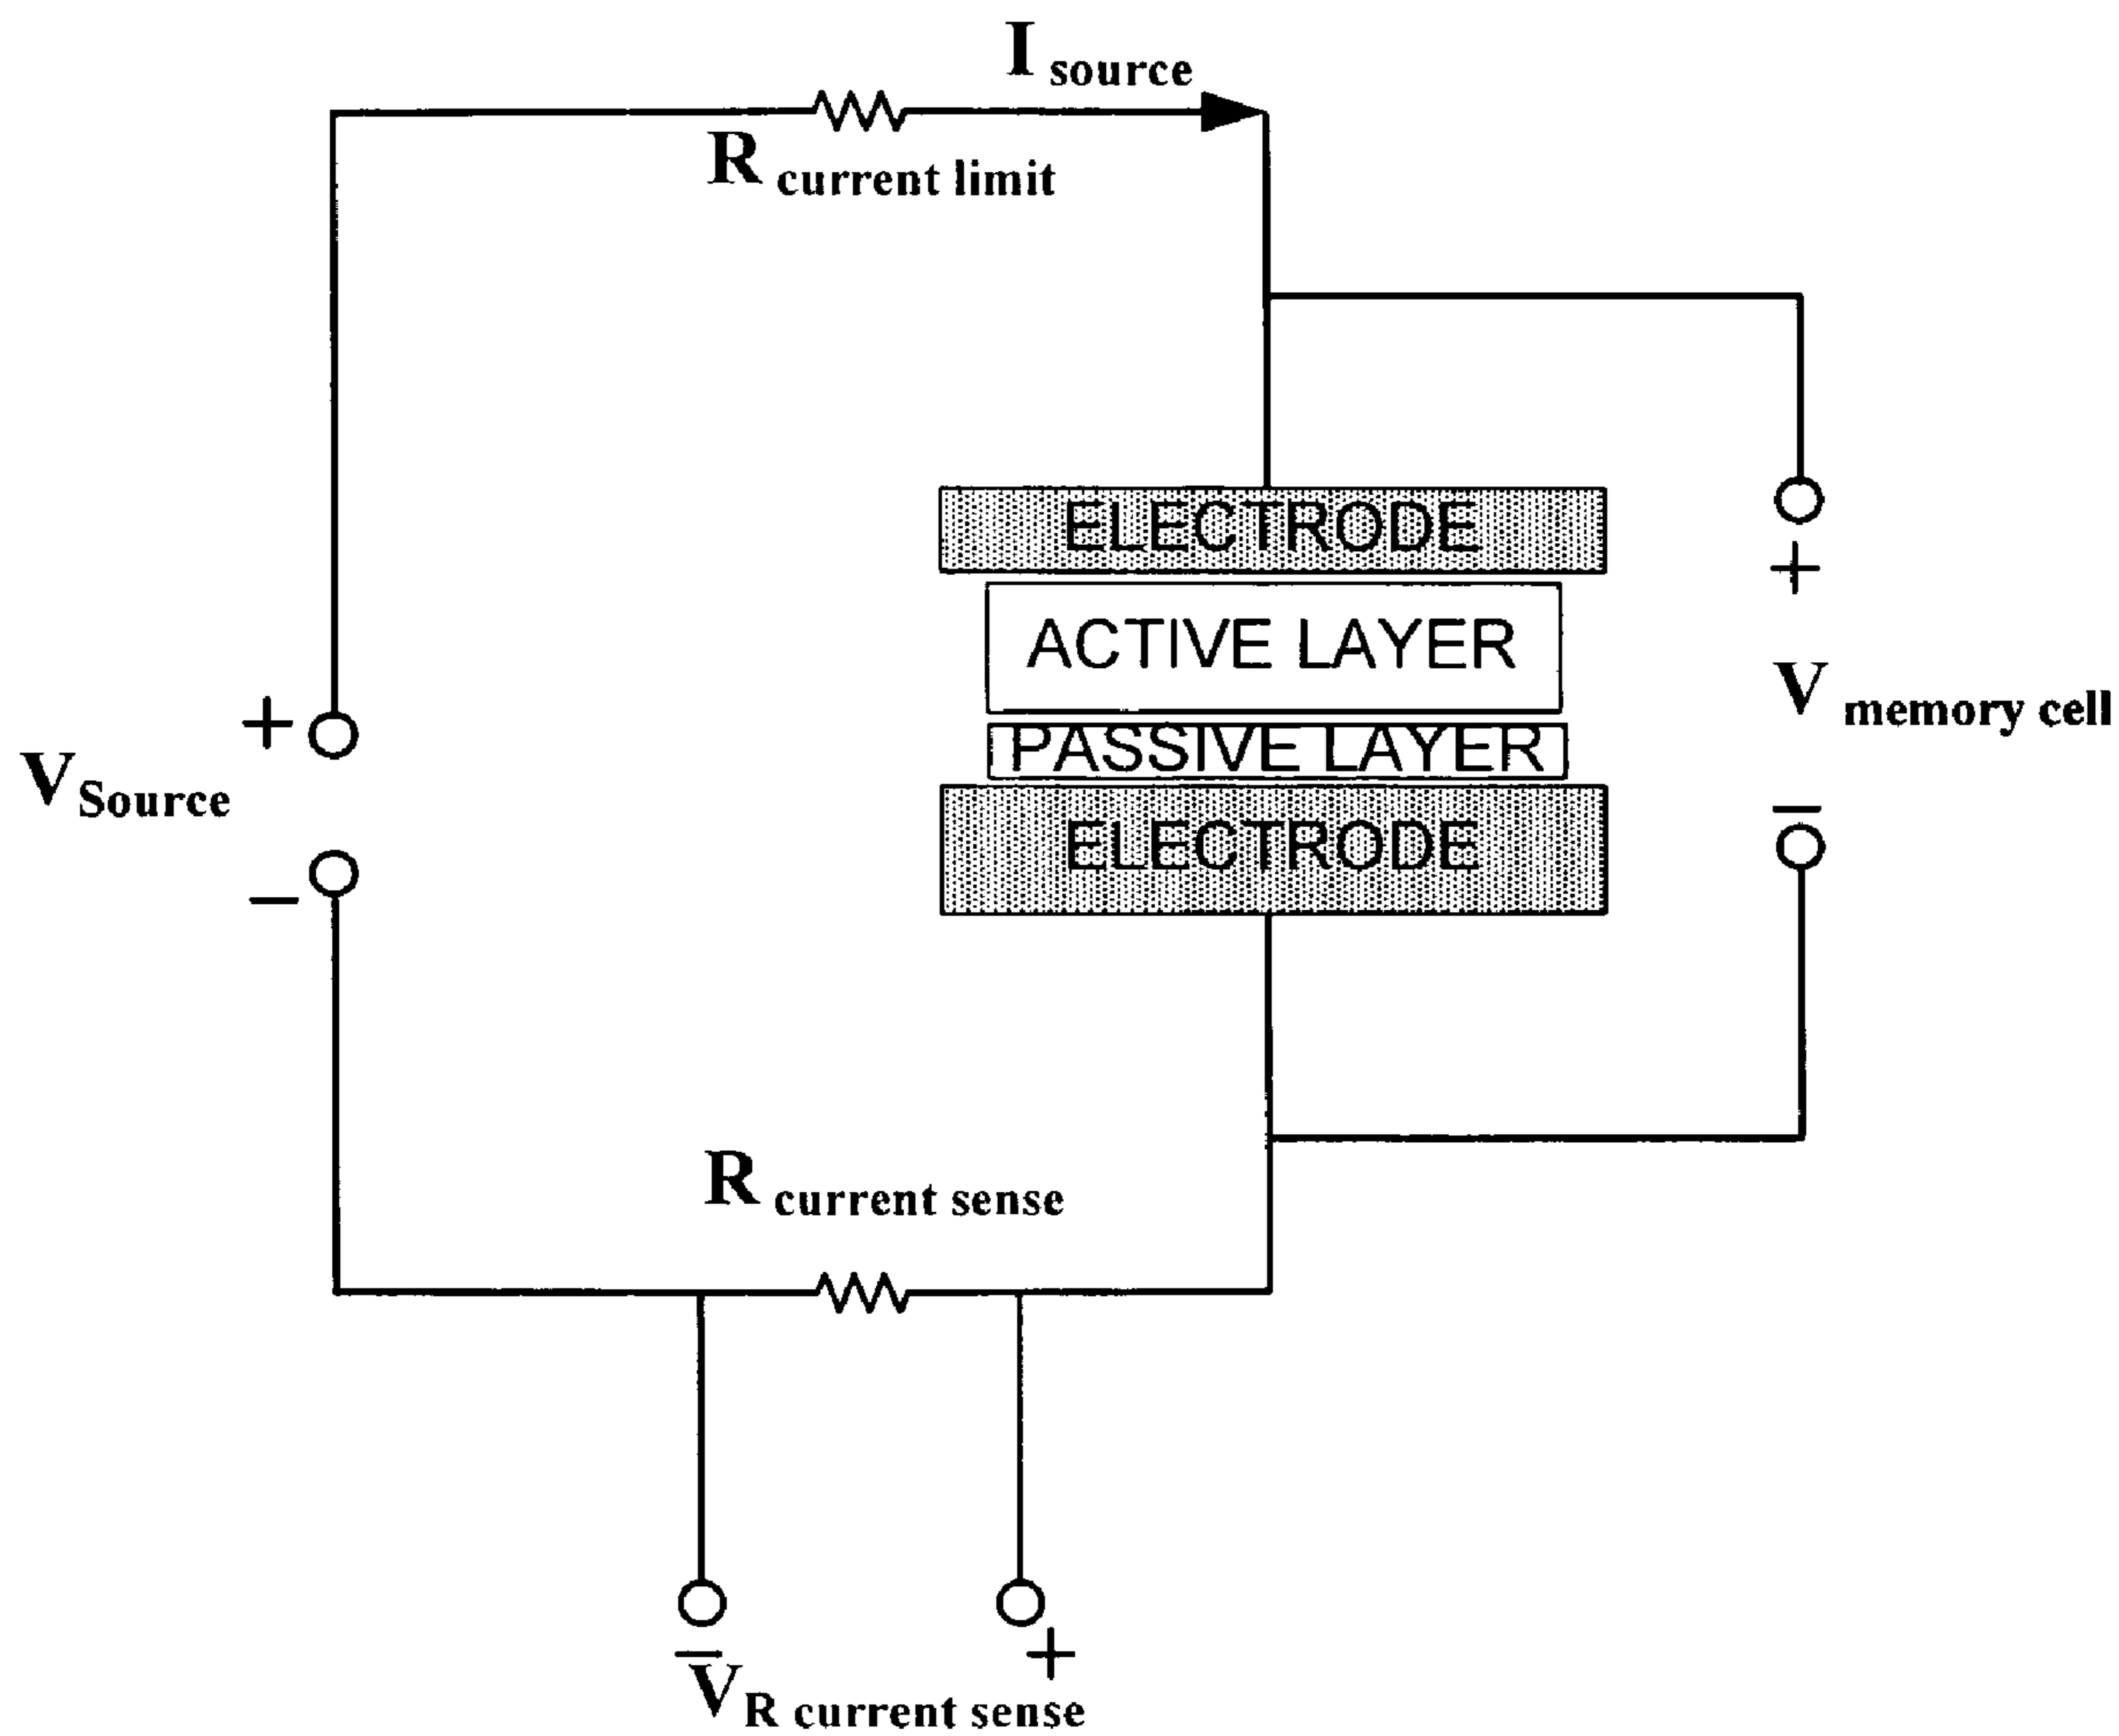 I source
R current limit
ELECTRODE
+
ACTIVE LAYER
V memory cell
+
PASSIVE LAYER
V Source
−
ELECTRODE
−
R current sense
− +
V R current sense